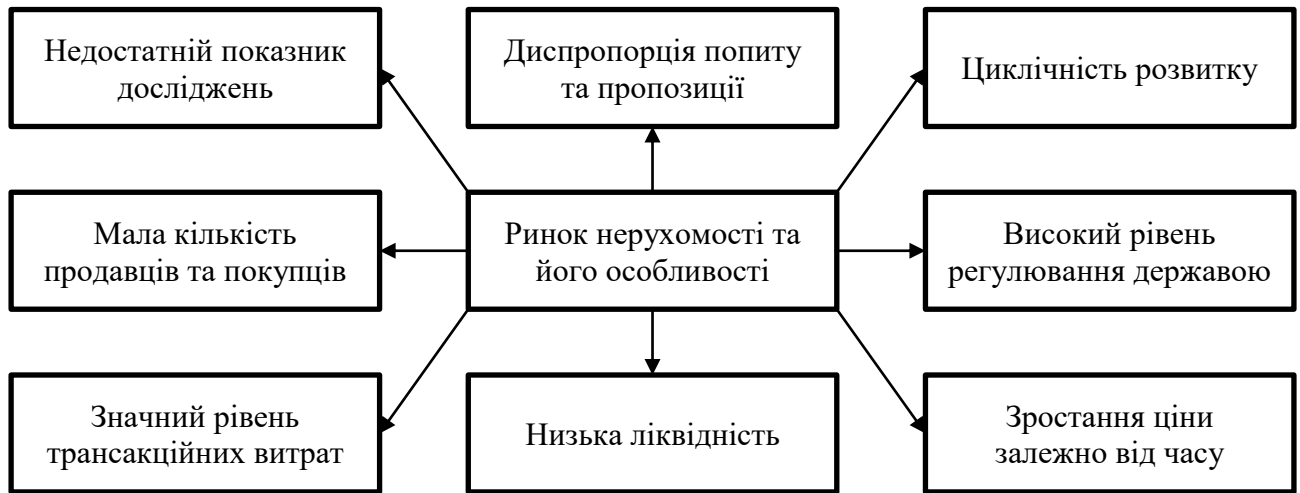 Недостатній показник
досліджень
Диспропорція попиту
та пропозиції
Циклічність розвитку
Мала кількість
продавців та покупців
Ринок нерухомості та
його особливості
Високий рівень
регулювання державою
Значний рівень
трансакційних витрат
Низька ліквідність
Зростання ціни
залежно від часу